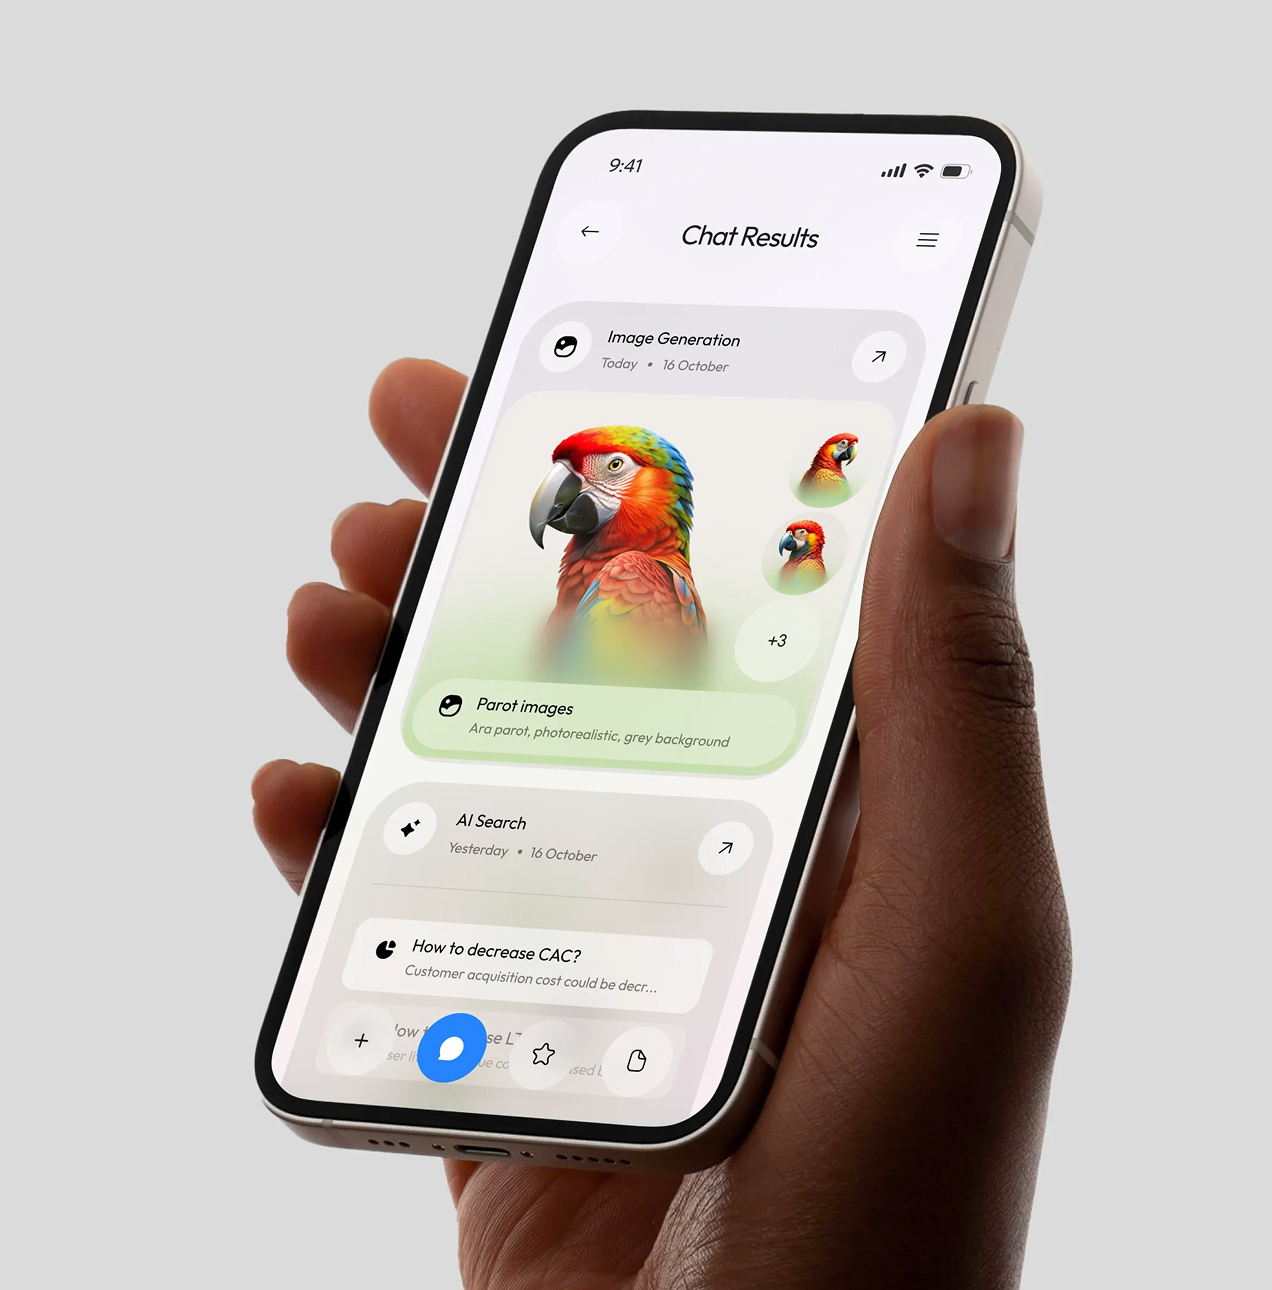 9:41
Chat Results
Image Generation
Today • 16 October
+3
Parot images
Ara parot, photorealistic, grey background
AI Search
Yesterday • 16 October
How to decrease CAC?
Customer acquisition cost could be decr...